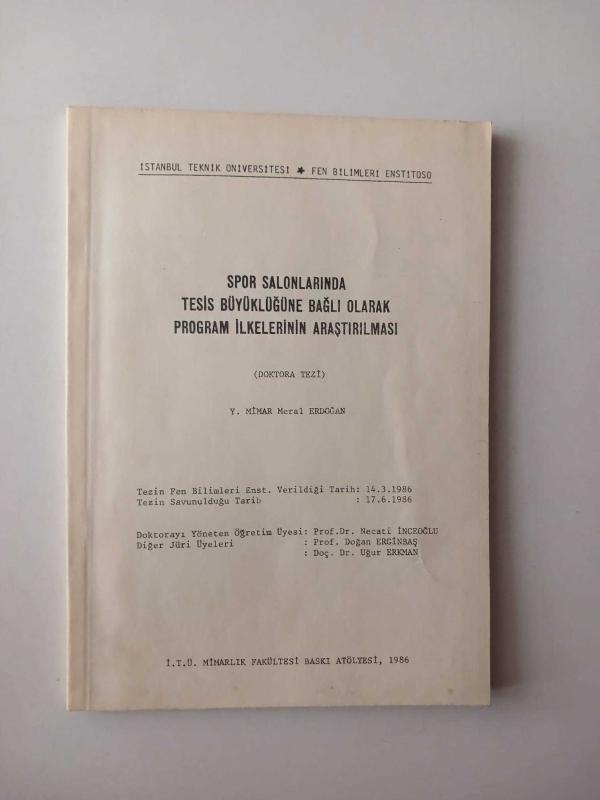 İSTANBUL TEKNİK ÜNİVERSİTESİ ★ FEN BİLİMLERİ ENSTİTÜSÜ
SPOR SALONLARINDA
TESİS BÜYÜKLÜĞÜNE BAĞLI OLARAK
PROGRAM İLKELERİNİN ARAŞTIRILMASI
(DOKTORA TEZİ)
Y. MİMAR Meral ERDOĞAN
Tezin Fen Bilimleri Enst. Verildiği Tarih: 14.3.1986
Tezin Savunulduğu Tarih : 17.6.1986
Doktorayı Yöneten Öğretim Üyesi: Prof.Dr. Necati İNCEOĞLU
Diğer Jüri Üyeleri : Prof. Doğan ERGİNBAŞ
: Doç. Dr. Uğur ERKMAN
İ.T.Ü. MİMARLIK FAKÜLTESİ BASKI ATÖLYESİ, 1986